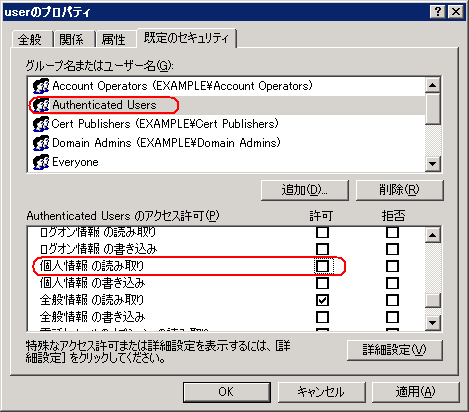 userのプロパティ
全般 関係 属性 既定のセキュリティ
グループ名またはユーザー名(G):
Account Operators (EXAMPLE¥Account Operators)
Authenticated Users
Cert Publishers (EXAMPLE¥Cert Publishers)
Domain Admins (EXAMPLE¥Domain Admins)
Everyone
追加(D)... 削除(R)
Authenticated Users のアクセス許可(P) 許可 拒否
ログオン情報 の読み取り
ログオン情報 の書き込み
個人情報 の読み取り
個人情報 の書き込み
全般情報 の読み取り
全般情報 の書き込み
特殊なアクセス許可または詳細設定を表示するには、[詳
細設定] をクリックしてください。
詳細設定(V)
OK キャンセル 適用(A)